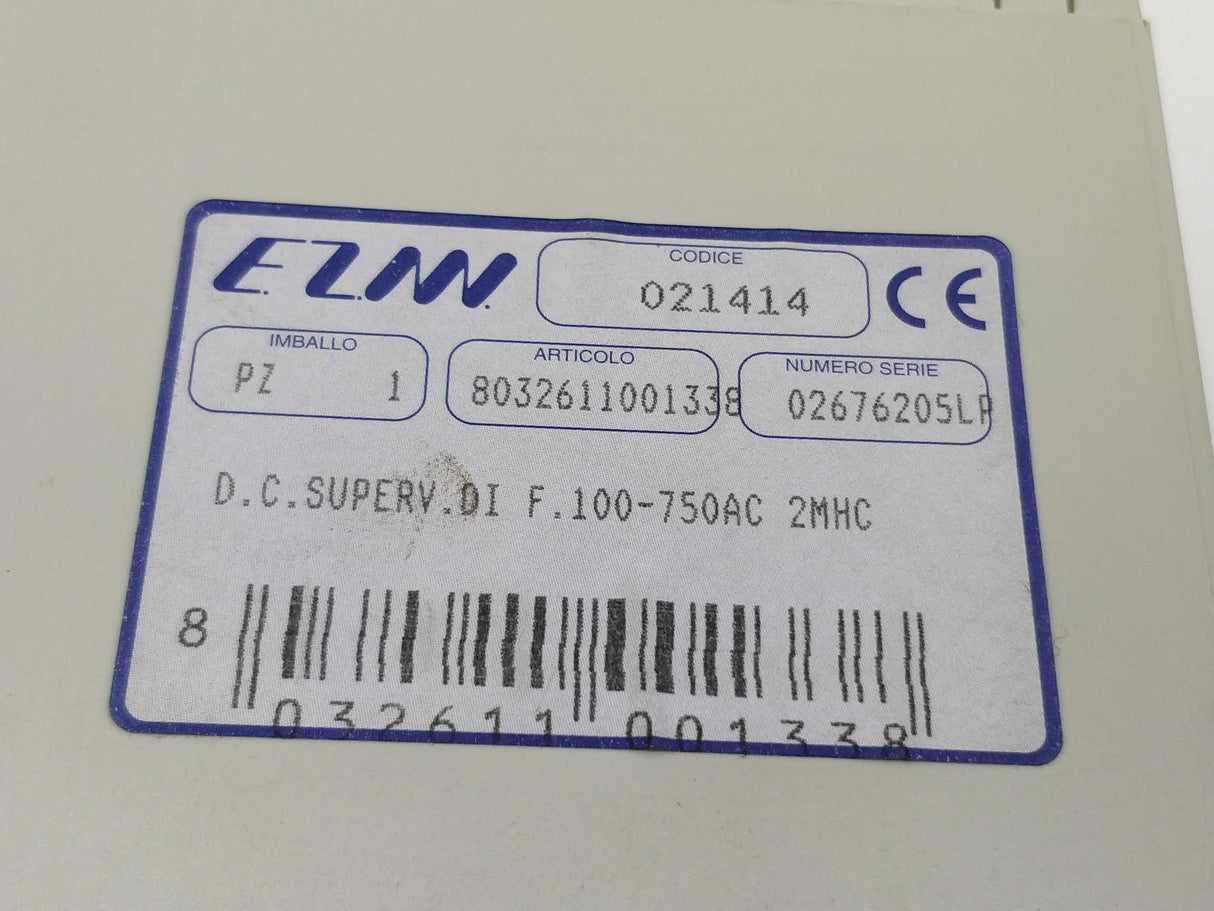 E.Z.M.
CODICE
021414
CE
IMBALLO
PZ 1
ARTICOLO
8032611001338
NUMERO SERIE
02676205LP
D.C.SUPERV.DI F.100-750AC 2MHC
8 032611 001338